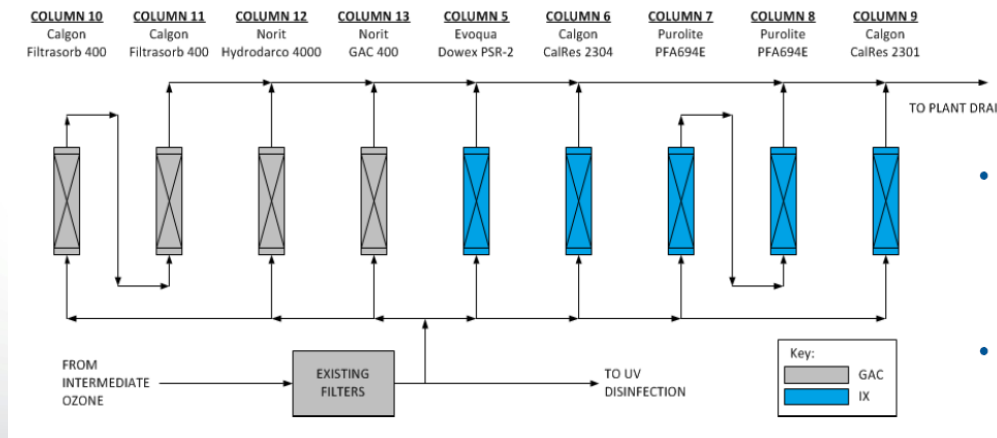 COLUMN 10
Calgon
Filtrasorb 400
COLUMN 11
Calgon
Filtrasorb 400
COLUMN 12
Norit
Hydrodarco 4000
COLUMN 13
Norit
GAC 400
COLUMN 5
Evoqua
Dowex PSR-2
COLUMN 6
Calgon
CalRes 2304
COLUMN 7
Purolite
PFA694E
COLUMN 8
Purolite
PFA694E
COLUMN 9
Calgon
CalRes 2301
TO PLANT DRAI
FROM
INTERMEDIATE
OZONE
EXISTING
FILTERS
TO UV
DISINFECTION
Key:
GAC
IX